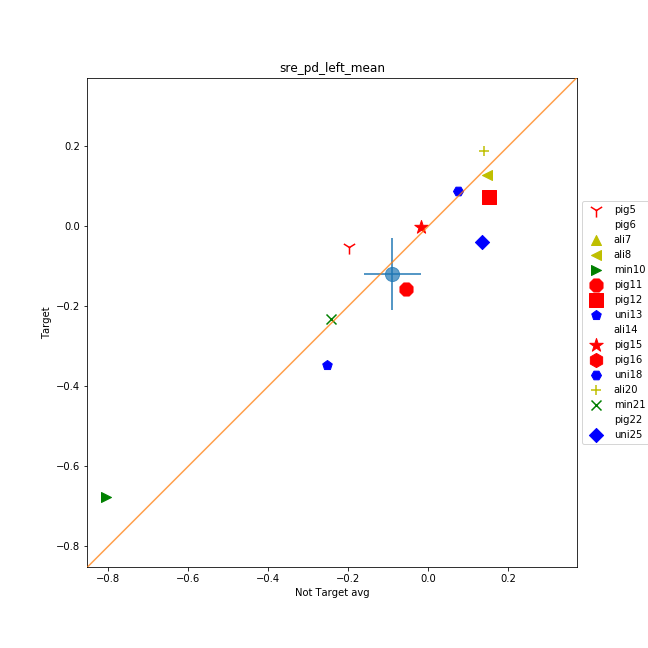 sre_pd_left_mean
Target
0.2
0.0
−0.2
−0.4
−0.6
−0.8
−0.8
−0.6
−0.4
−0.2
0.0
0.2
Not Target avg
pig5
pig6
ali7
ali8
min10
pig11
pig12
uni13
ali14
pig15
pig16
uni18
ali20
min21
pig22
uni25